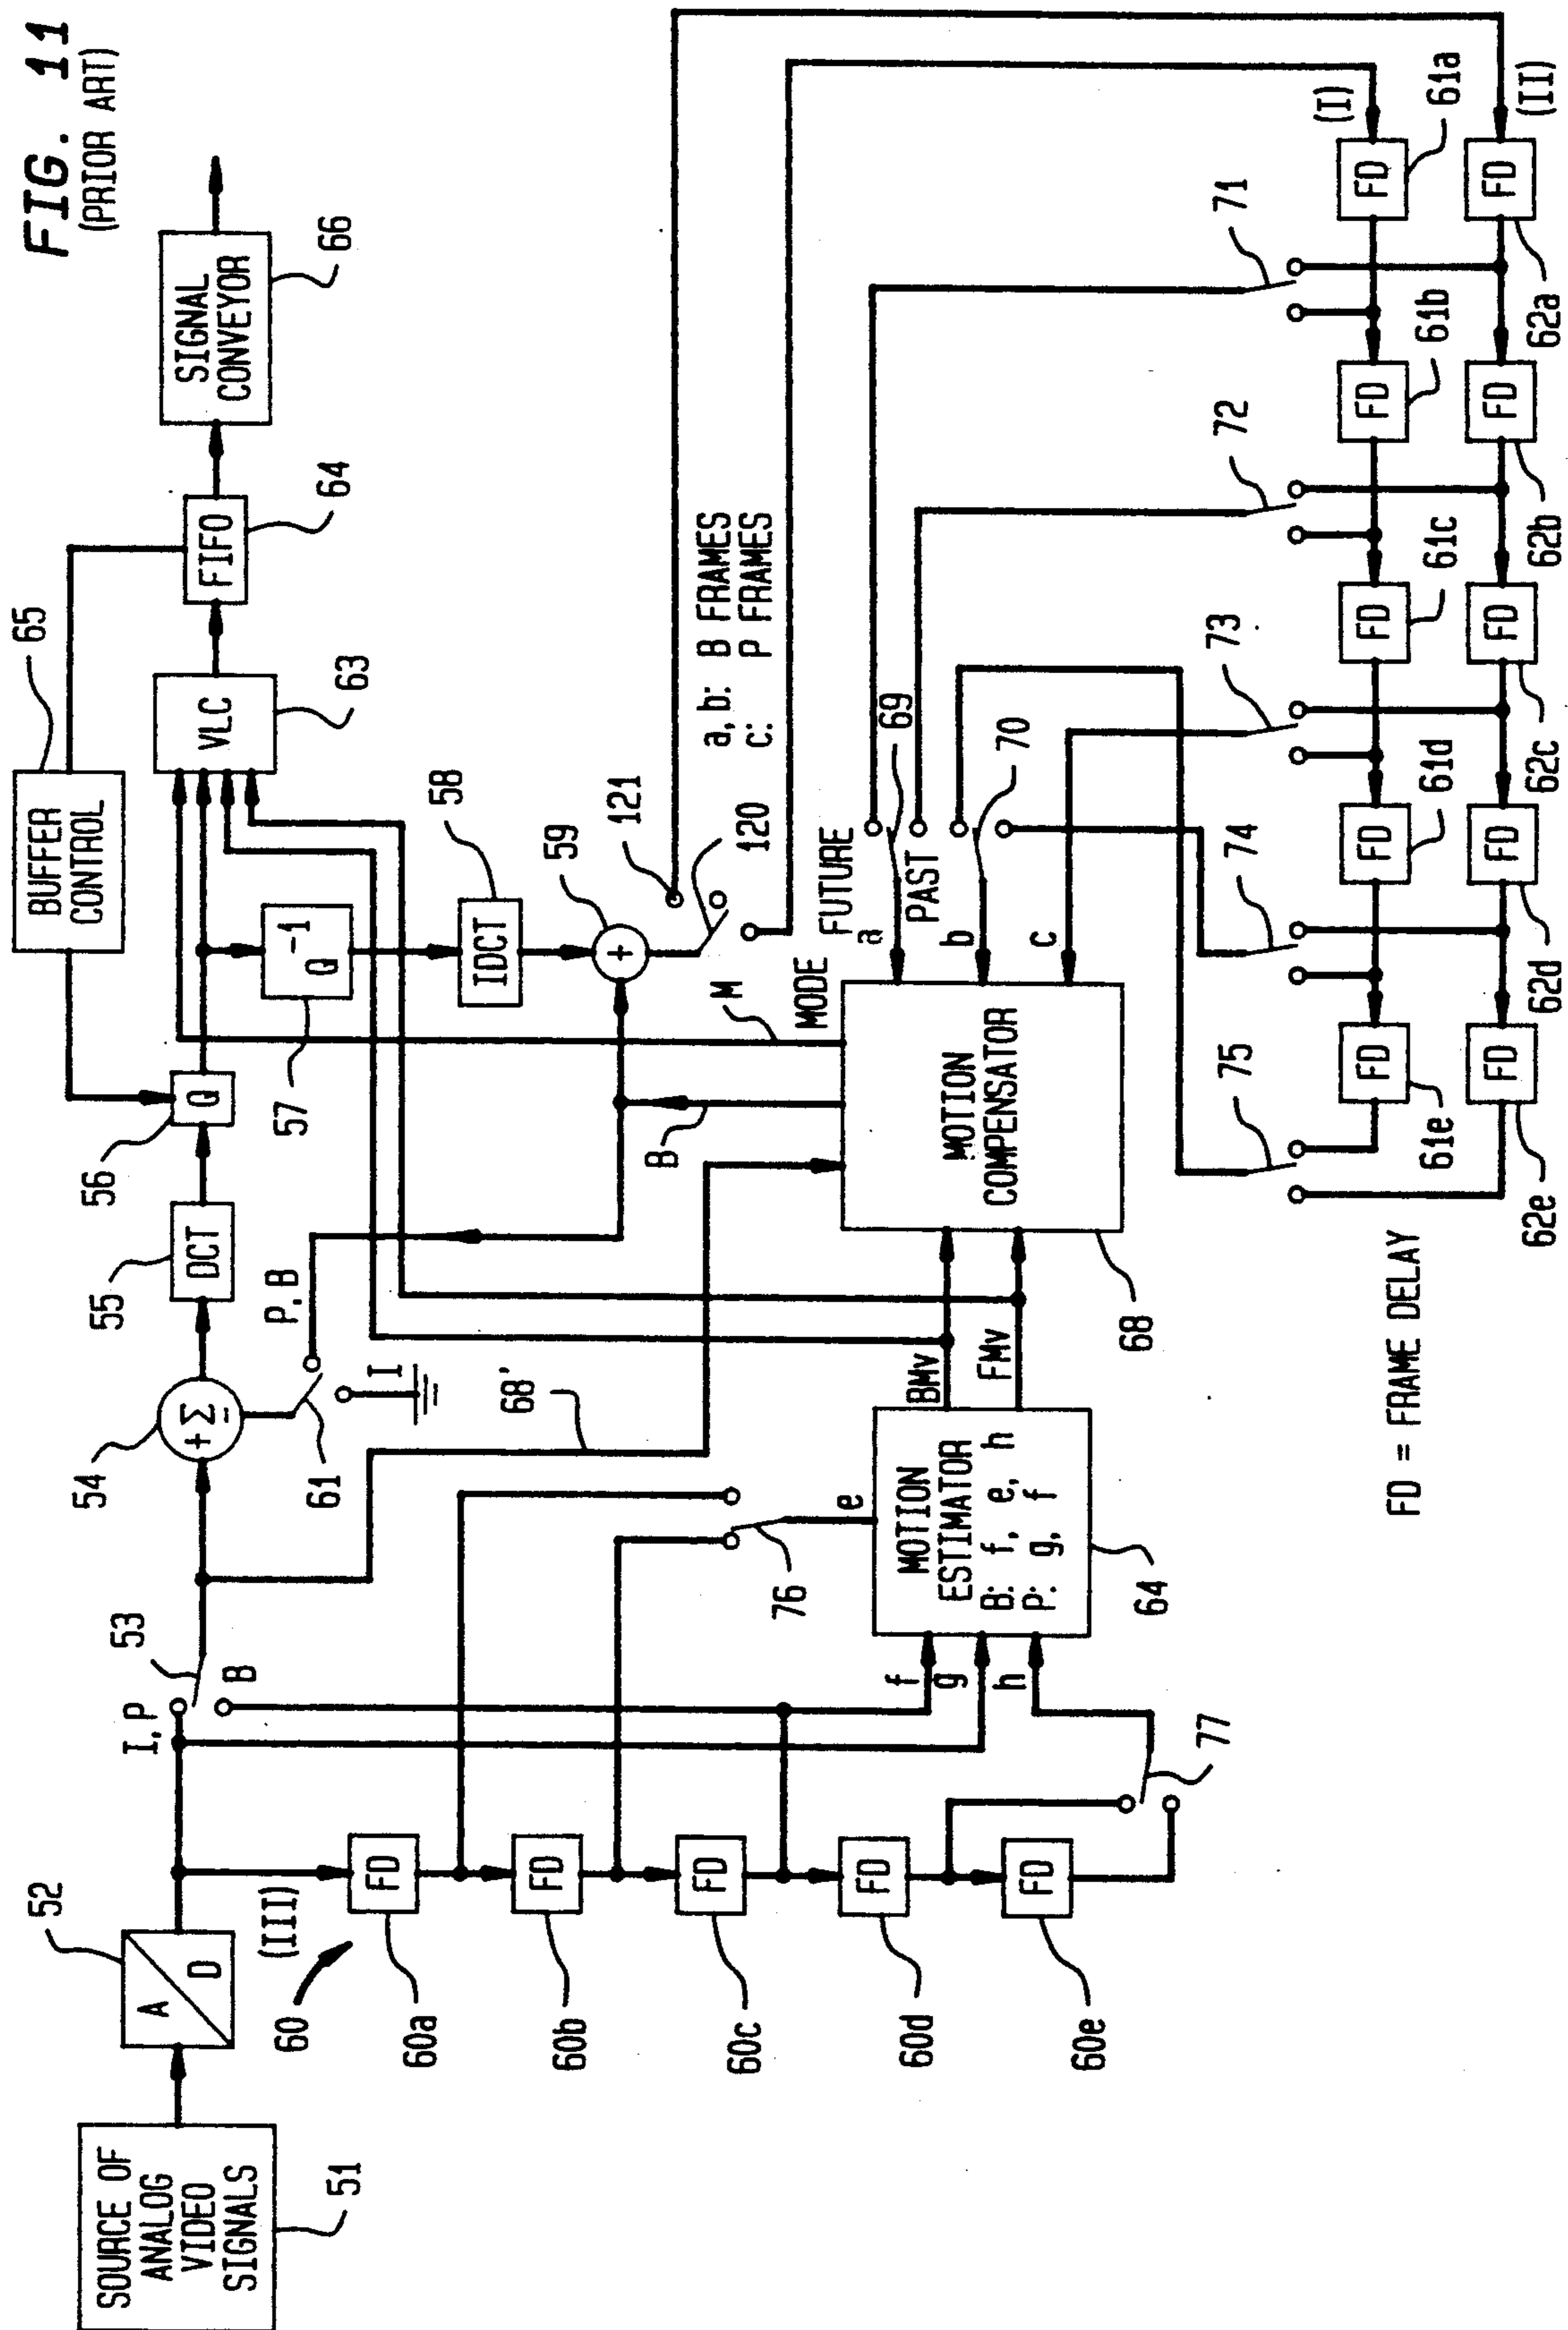 FIG. 11
(PRIOR ART)
SOURCE OF
ANALOG
VIDEO
SIGNALS
51
52
A
D
I,P
53
B
54
+Σ
-
61
I
P,B
55
DCT
56
Q
57
Q⁻¹
58
IDCT
59
+
121
120
65
BUFFER
CONTROL
VLC
63
FIFO
64
SIGNAL
CONVEYOR
66
(III)
60
60a
FD
60b
FD
60c
FD
60d
FD
60e
FD
76
77
68'
e
f
g
h
MOTION
ESTIMATOR
B: f, e, h
P: g, f
64
BMv
FMv
B
M
MODE
MOTION
COMPENSATOR
68
FUTURE
a
PAST
b
c
69
70
a,b: B FRAMES
c: P FRAMES
75
74
73
72
71
(I)
FD
61a
FD
61b
FD
61c
FD
61d
FD
61e
(II)
FD
62a
FD
62b
FD
62c
FD
62d
FD
62e
FD = FRAME DELAY